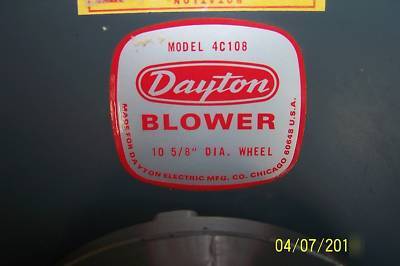 ROTATION
MODEL 4C108
Dayton
BLOWER
10 5/8" DIA. WHEEL
MADE FOR DAYTON ELECTRIC MFG. CO. CHICAGO 60648 U.S.A.
04/07/201